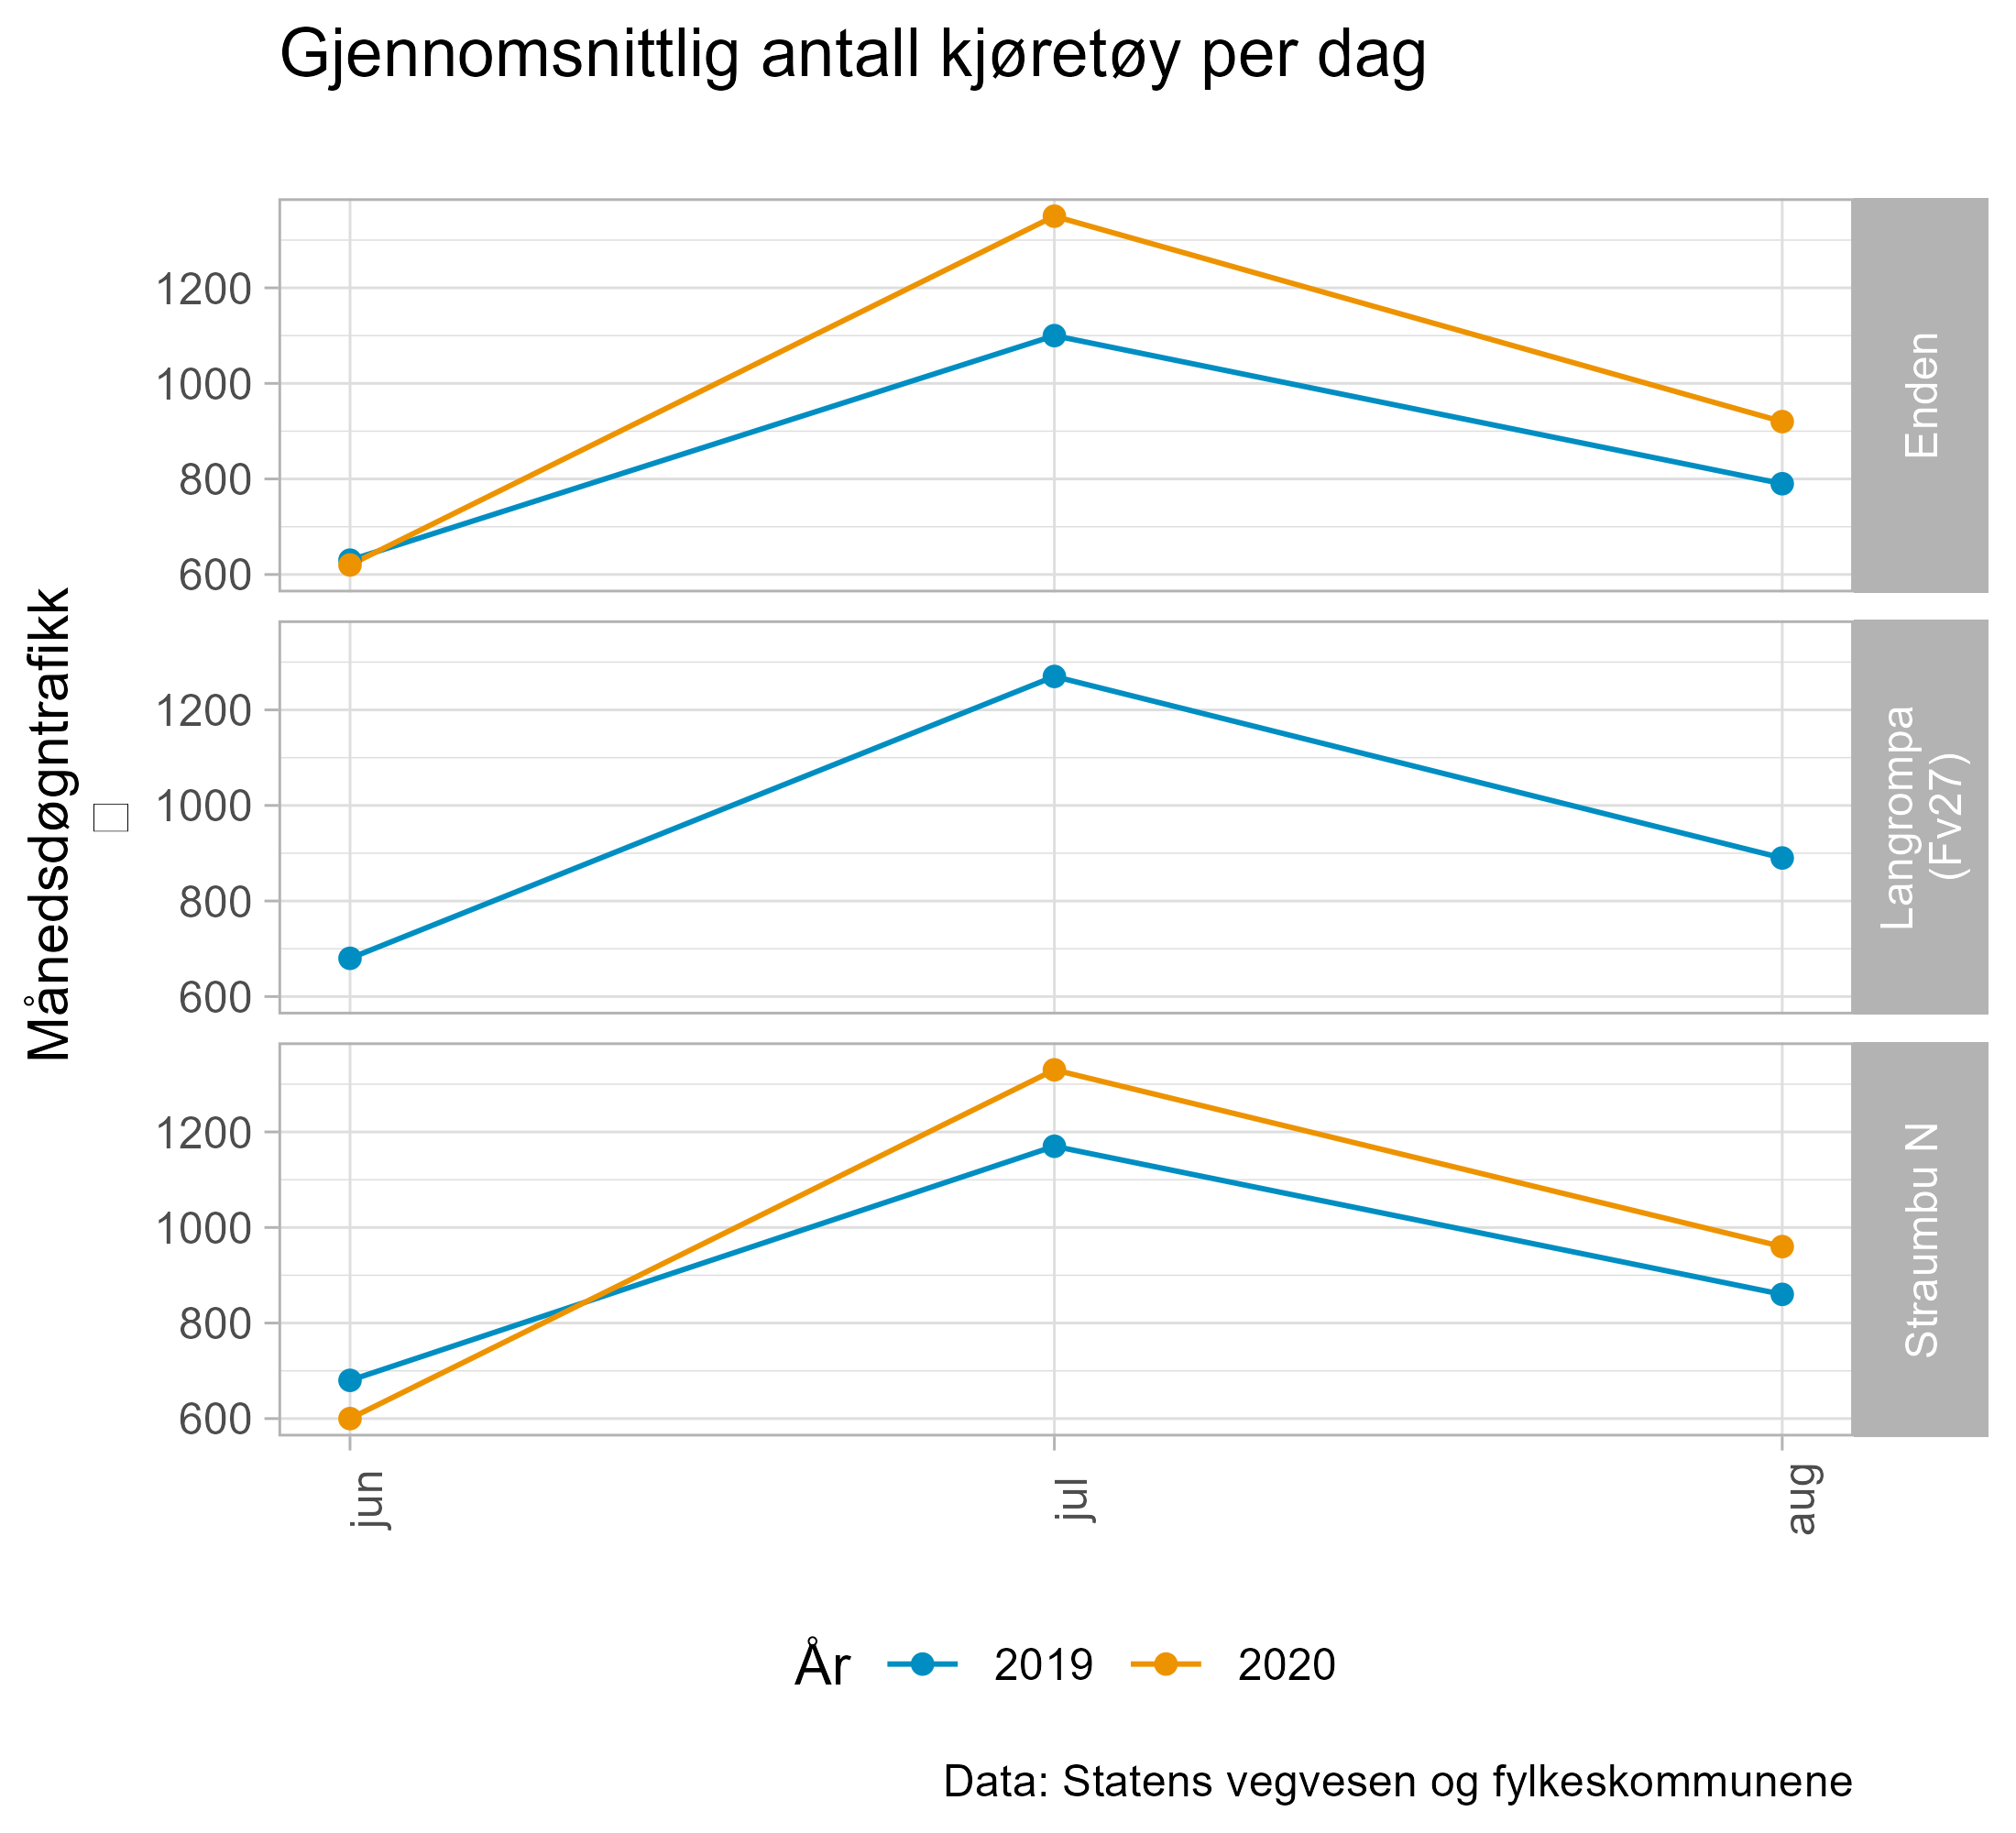 Gjennomsnittlig antall kjøretøy per dag
Månedsdøgntrafikk
1200
1000
800
600
Enden
1200
1000
800
600
Langrompa
(Fv27)
1200
1000
800
600
Straumbu N
jun
jul
aug
År 2019 2020
Data: Statens vegvesen og fylkeskommunene